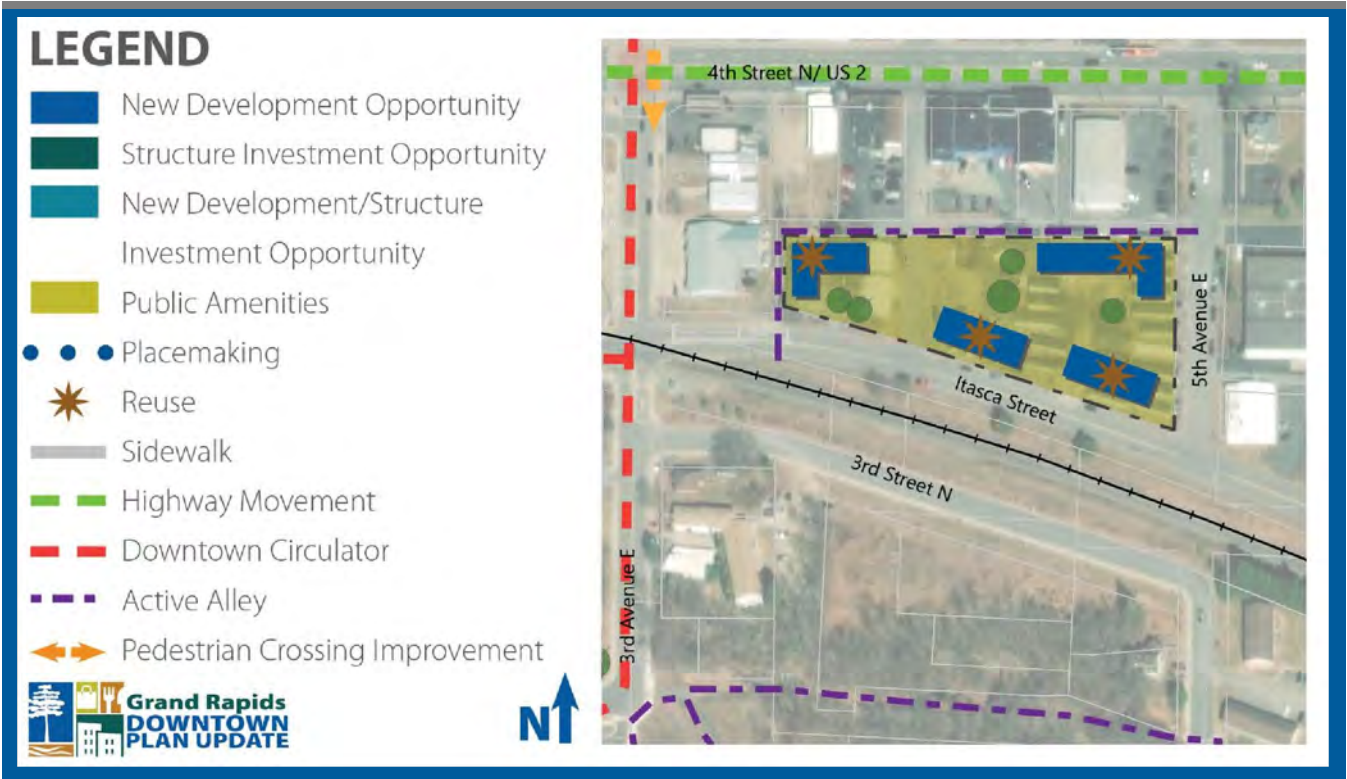 LEGEND
New Development Opportunity
Structure Investment Opportunity
New Development/Structure
Investment Opportunity
Public Amenities
Placemaking
Reuse
Sidewalk
Highway Movement
Downtown Circulator
Active Alley
Pedestrian Crossing Improvement
Grand Rapids
DOWNTOWN
PLAN UPDATE
N
4th Street N/ US 2
5th Avenue E
Itasca Street
3rd Street N
3rd Avenue E